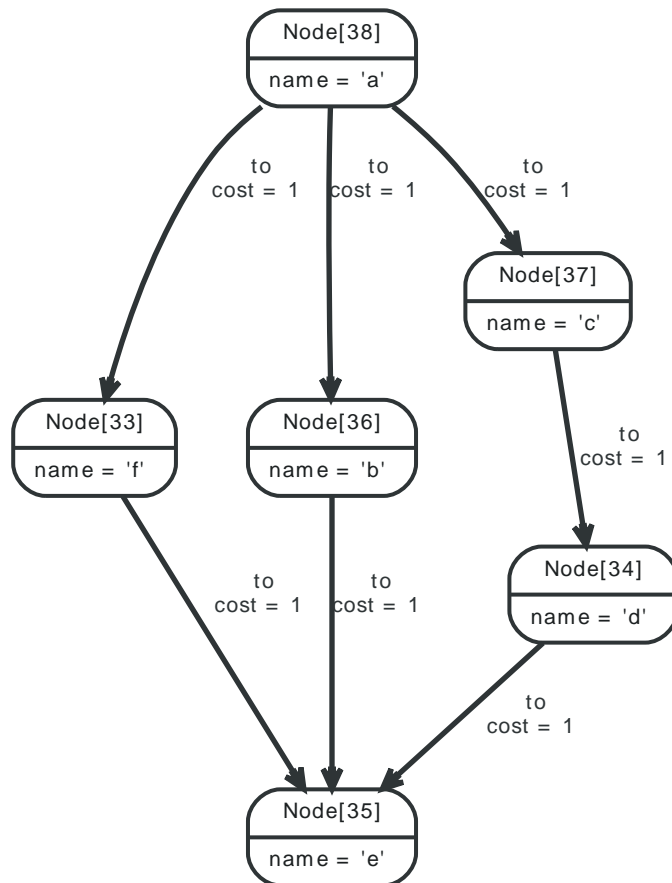 Node[38]
name = 'a'
to
cost = 1
to
cost = 1
to
cost = 1
Node[37]
name = 'c'
Node[33]
name = 'f'
Node[36]
name = 'b'
to
cost = 1
Node[34]
name = 'd'
to
cost = 1
to
cost = 1
to
cost = 1
Node[35]
name = 'e'